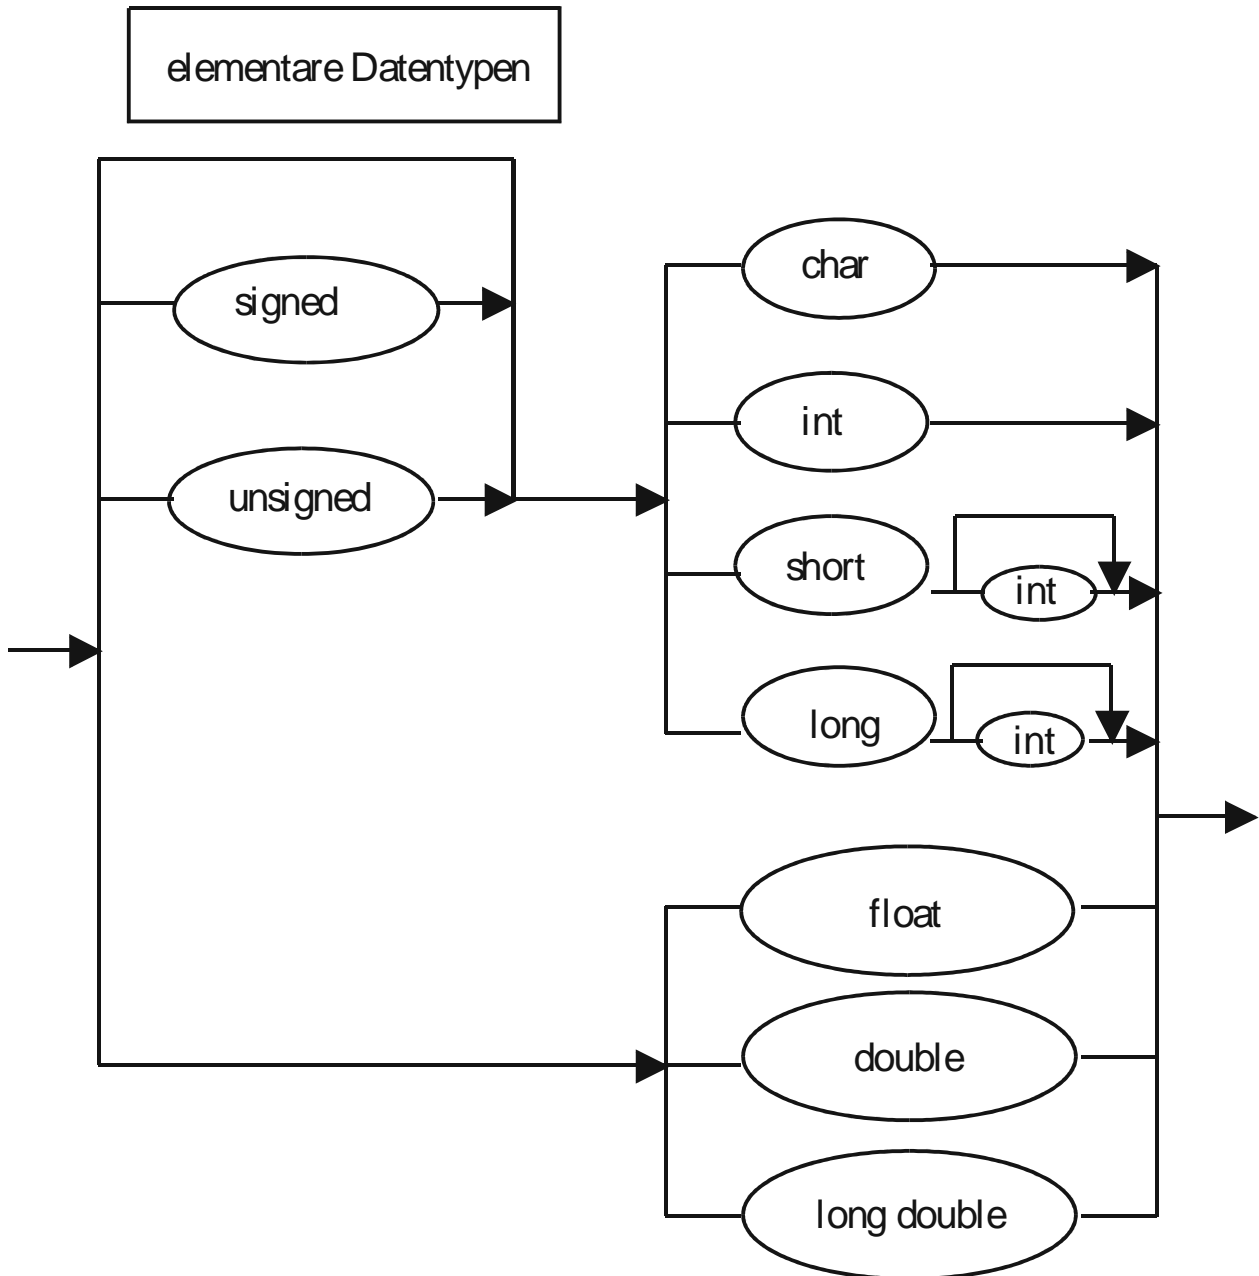 elementare Datentypen
signed
unsigned
char
int
short
int
long
int
float
double
long double